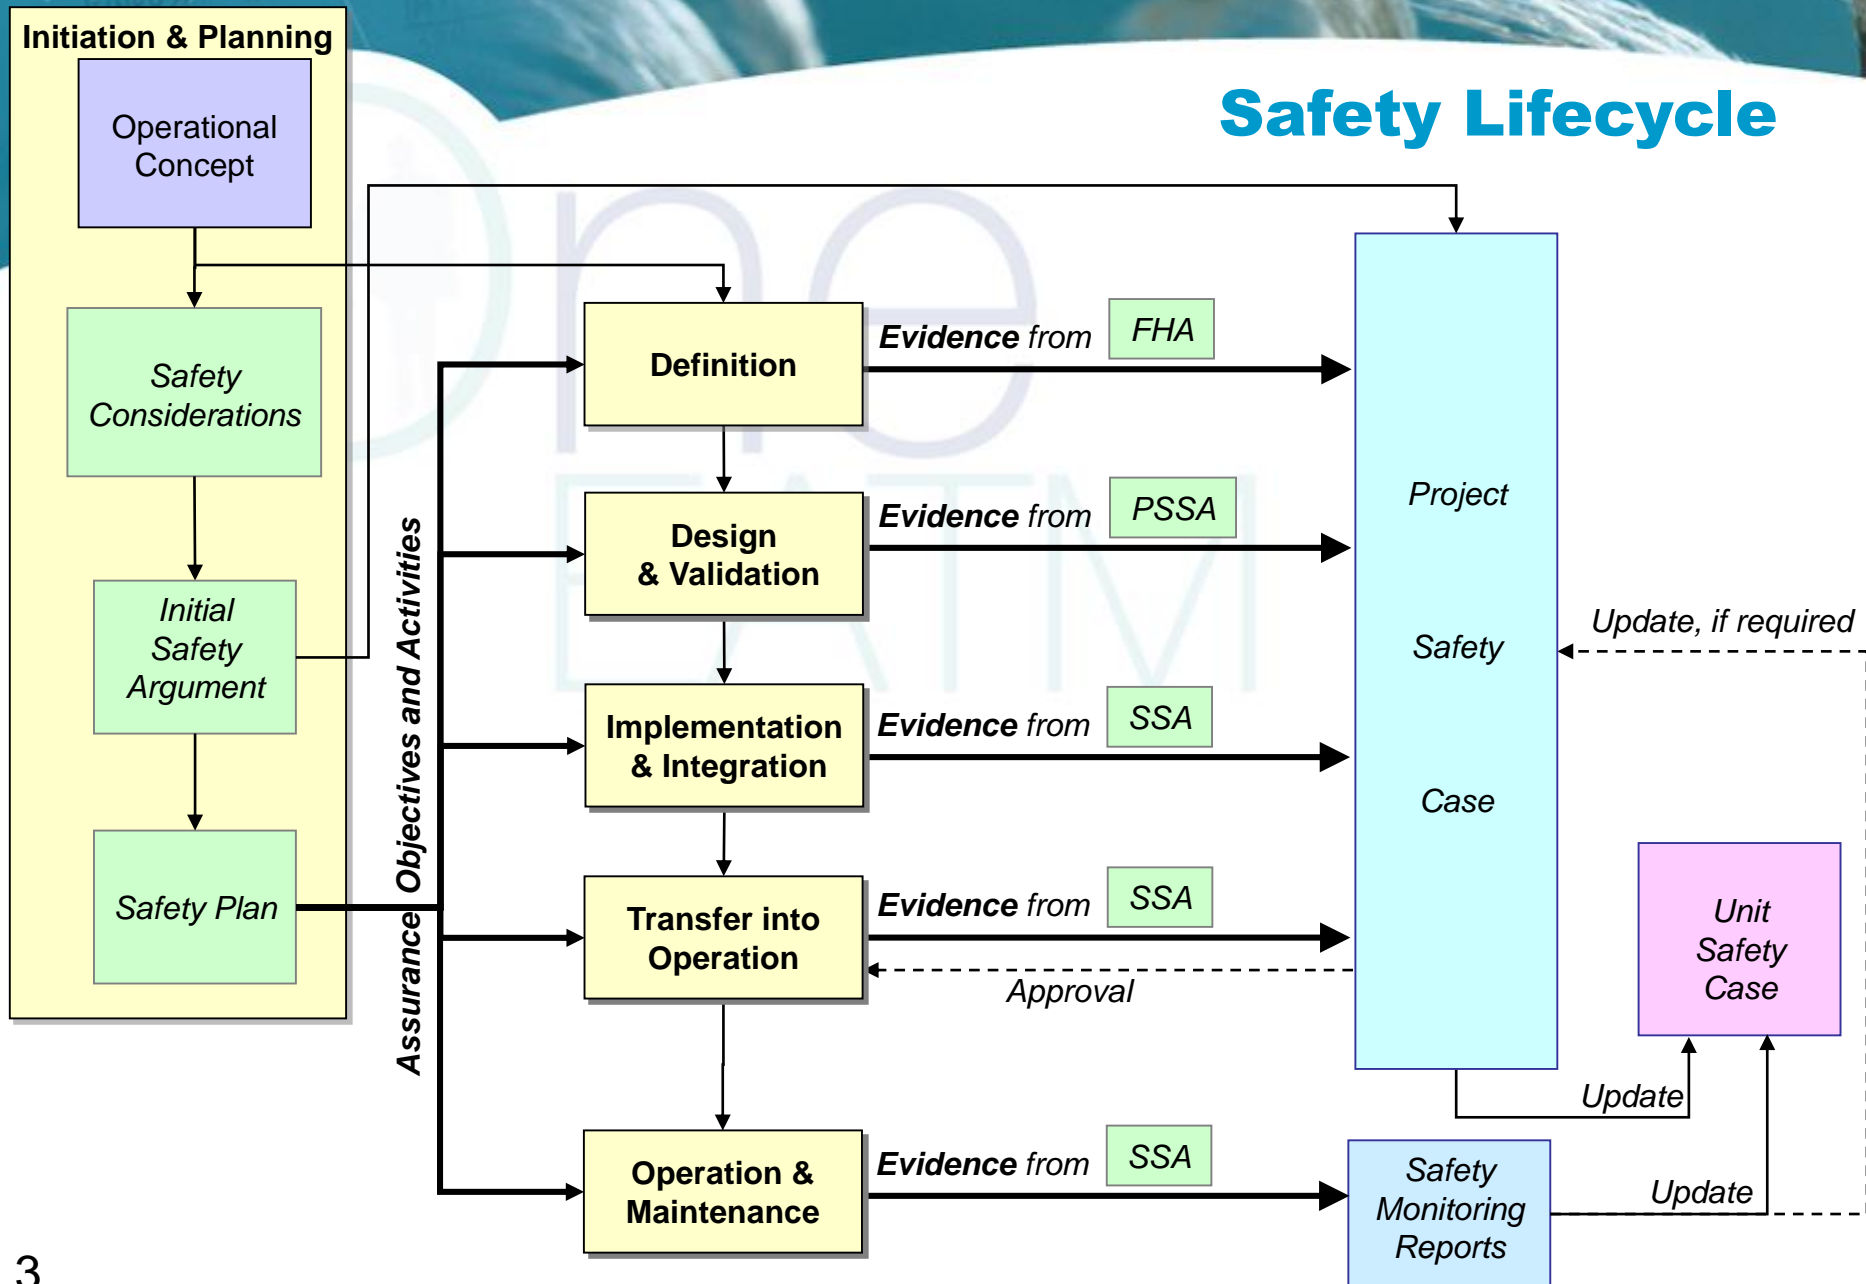 Initiation & Planning
Safety Lifecycle
Operational
Concept
Safety
Considerations
Initial
Safety
Argument
Safety Plan
Assurance Objectives and Activities
Definition
Evidence from FHA
Design
& Validation
Evidence from PSSA
Implementation
& Integration
Evidence from SSA
Transfer into
Operation
Evidence from SSA
Approval
Operation &
Maintenance
Evidence from SSA
Project
Safety
Case
Update, if required
Unit
Safety
Case
Update
Safety
Monitoring
Reports
Update
One
EATM
3